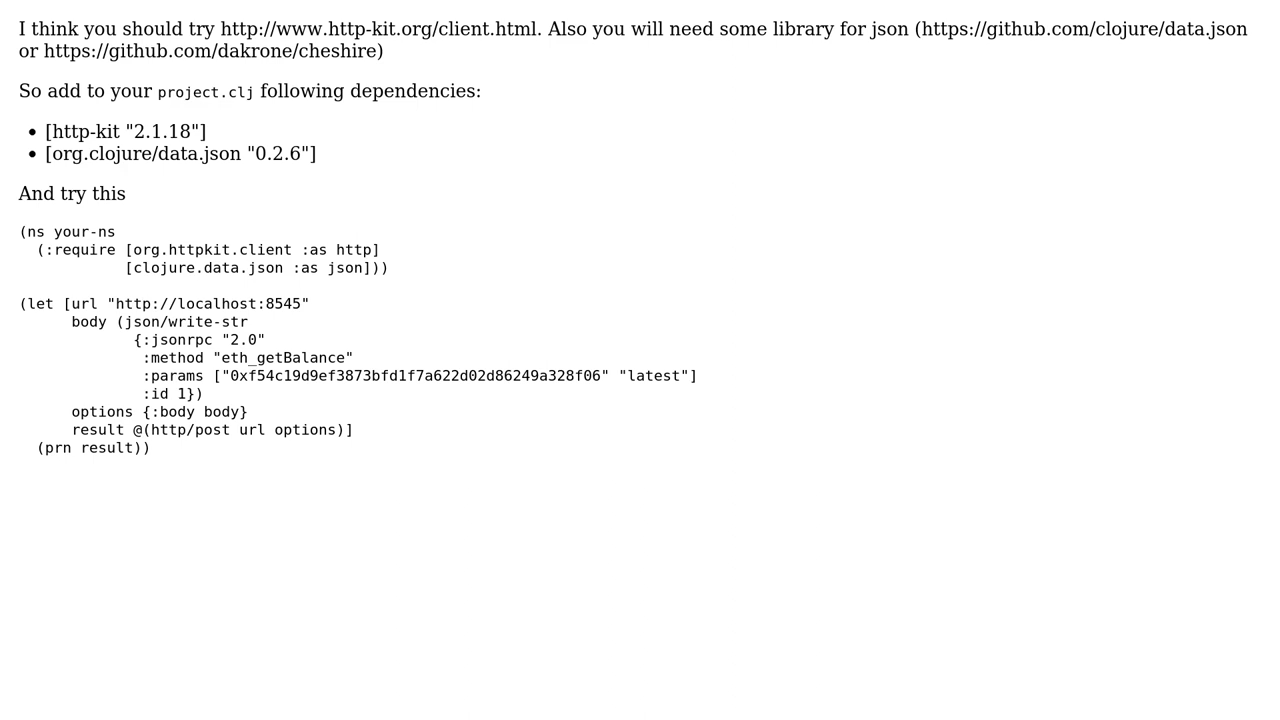 I think you should try http://www.http-kit.org/client.html. Also you will need some library for json (https://github.com/clojure/data.json
or https://github.com/dakrone/cheshire)
So add to your project.clj following dependencies:
• [http-kit "2.1.18"]
• [org.clojure/data.json "0.2.6"]
And try this
(ns your-ns
  (:require [org.httpkit.client :as http]
            [clojure.data.json :as json]))
(let [url "http://localhost:8545"
      body (json/write-str
             {:jsonrpc "2.0"
              :method "eth_getBalance"
              :params ["0xf54c19d9ef3873bfd1f7a622d02d86249a328f06" "latest"]
              :id 1})
      options {:body body}
      result @(http/post url options)]
  (prn result))